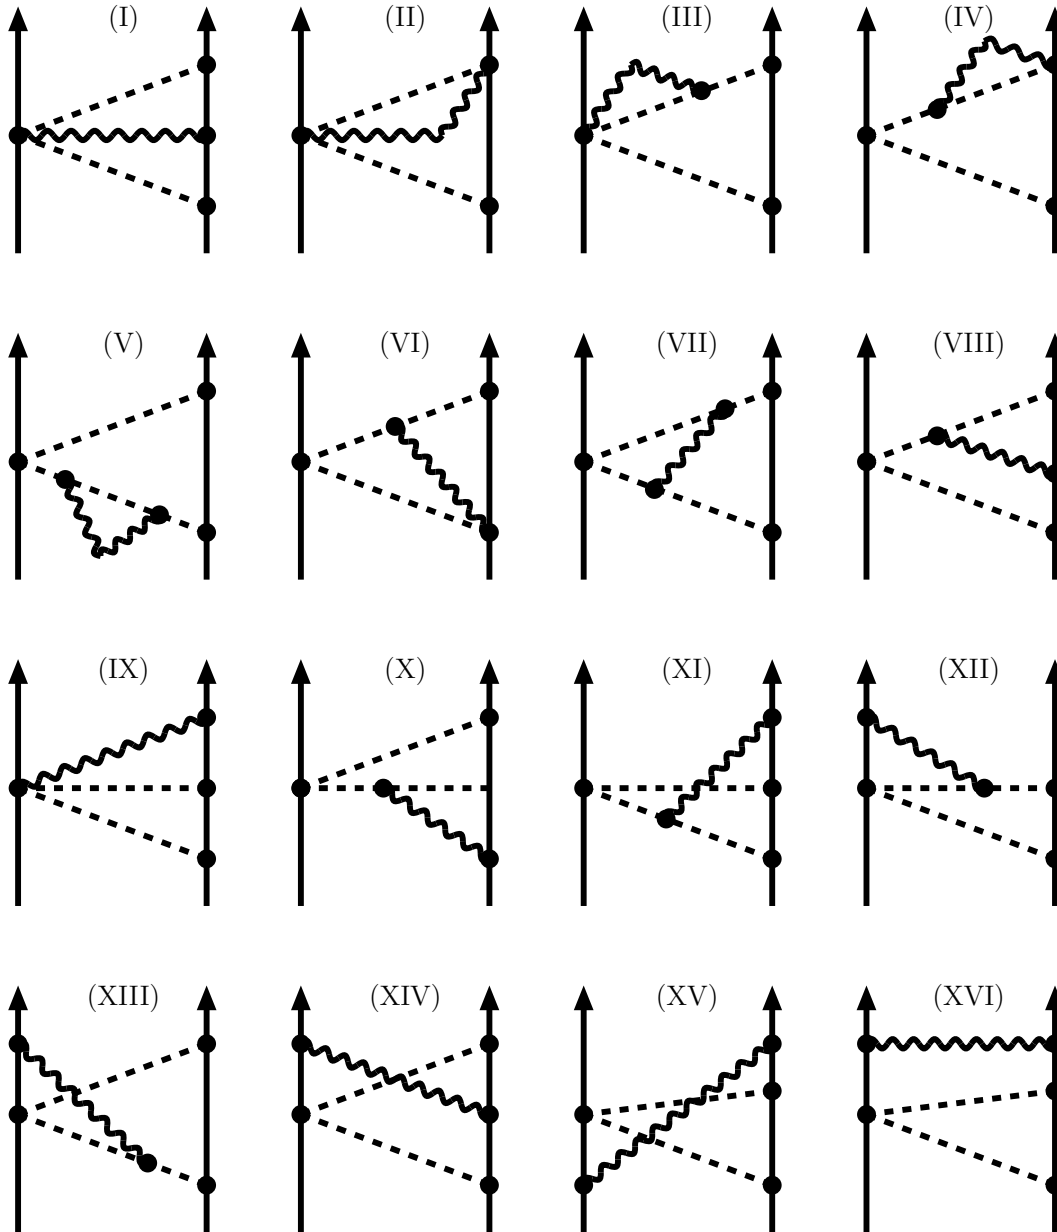 (I) (II) (III) (IV)
(V) (VI) (VII) (VIII)
(IX) (X) (XI) (XII)
(XIII) (XIV) (XV) (XVI)